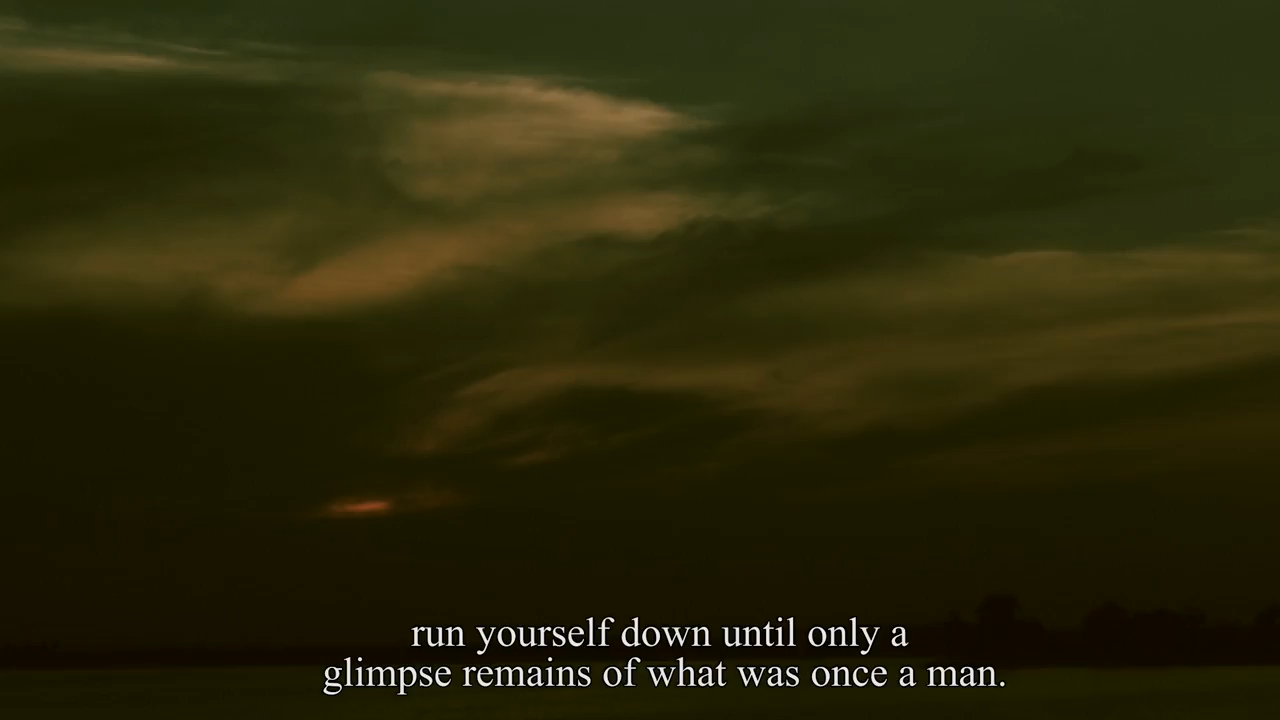 run yourself down until only a
glimpse remains of what was once a man.